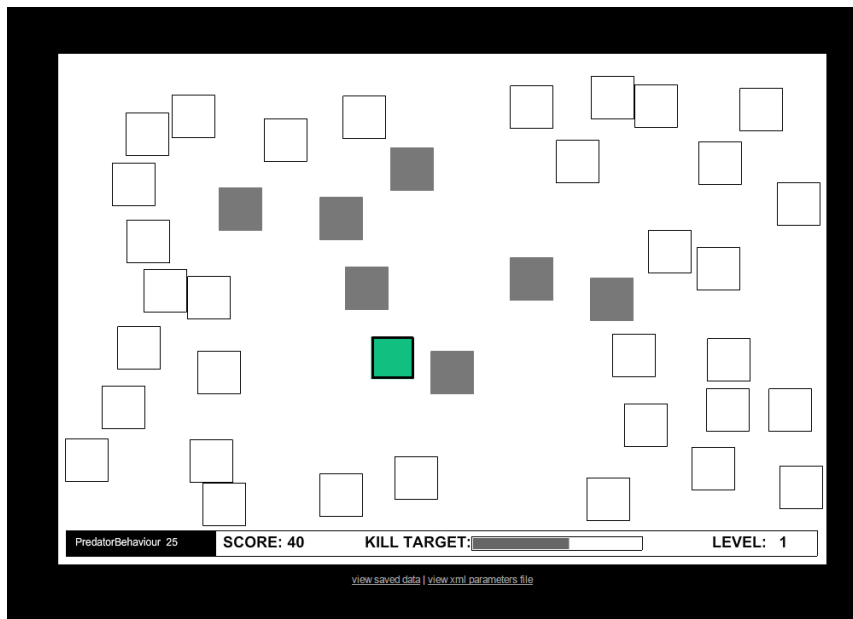 PredatorBehaviour 25 SCORE: 40 KILL TARGET: LEVEL: 1
view saved data | view xml parameters file